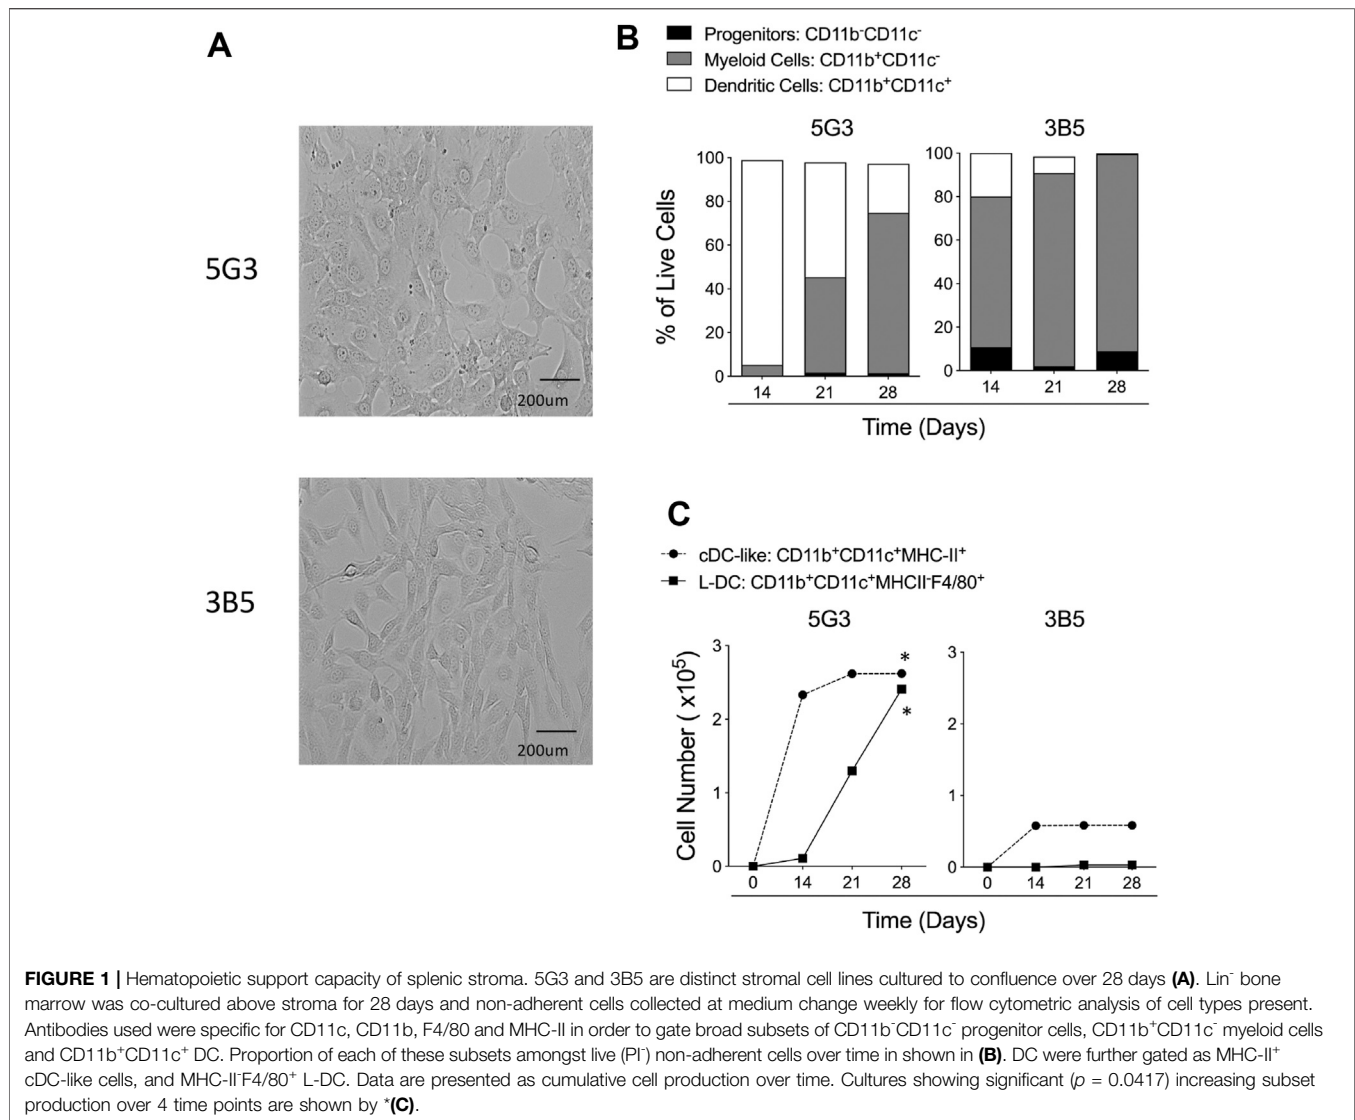 A
5G3
200um
3B5
200um
B
Progenitors: CD11b⁻CD11c⁻
Myeloid Cells: CD11b⁺CD11c⁻
Dendritic Cells: CD11b⁺CD11c⁺
5G3
3B5
% of Live Cells
100
80
60
40
20
0
14 21 28
100
80
60
40
20
0
14 21 28
Time (Days)
C
cDC-like: CD11b⁺CD11c⁺MHC-II⁺
L-DC: CD11b⁺CD11c⁺MHCII⁻F4/80⁺
5G3
3B5
Cell Number ( x10⁵)
3
2
1
0
*
*
0 14 21 28
3
2
1
0
0 14 21 28
Time (Days)
FIGURE 1 | Hematopoietic support capacity of splenic stroma. 5G3 and 3B5 are distinct stromal cell lines cultured to confluence over 28 days (A). Lin⁻ bone
marrow was co-cultured above stroma for 28 days and non-adherent cells collected at medium change weekly for flow cytometric analysis of cell types present.
Antibodies used were specific for CD11c, CD11b, F4/80 and MHC-II in order to gate broad subsets of CD11b⁻CD11c⁻ progenitor cells, CD11b⁺CD11c⁻ myeloid cells
and CD11b⁺CD11c⁺ DC. Proportion of each of these subsets amongst live (PI⁻) non-adherent cells over time in shown in (B). DC were further gated as MHC-II⁺
cDC-like cells, and MHC-II⁻F4/80⁺ L-DC. Data are presented as cumulative cell production over time. Cultures showing significant (p = 0.0417) increasing subset
production over 4 time points are shown by *(C).